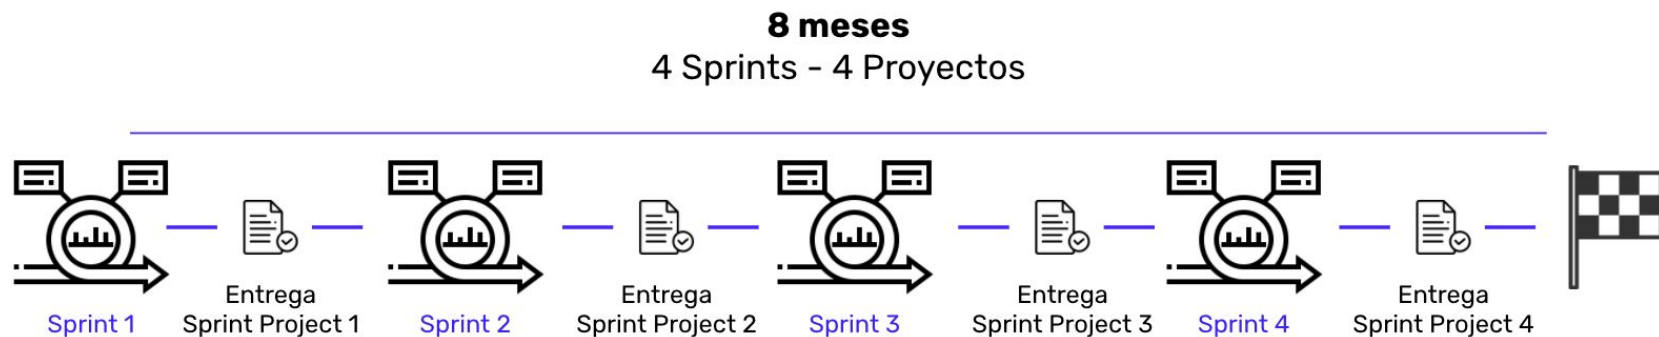 8 meses
4 Sprints - 4 Proyectos
Sprint 1
Entrega
Sprint Project 1
Sprint 2
Entrega
Sprint Project 2
Sprint 3
Entrega
Sprint Project 3
Sprint 4
Entrega
Sprint Project 4